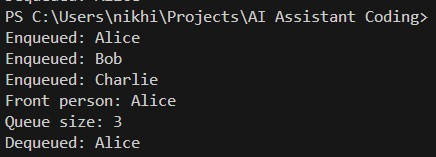 PS C:\Users\nikhi\Projects\AI Assistant Coding>
Enqueued: Alice
Enqueued: Bob
Enqueued: Charlie
Front person: Alice
Queue size: 3
Dequeued: Alice